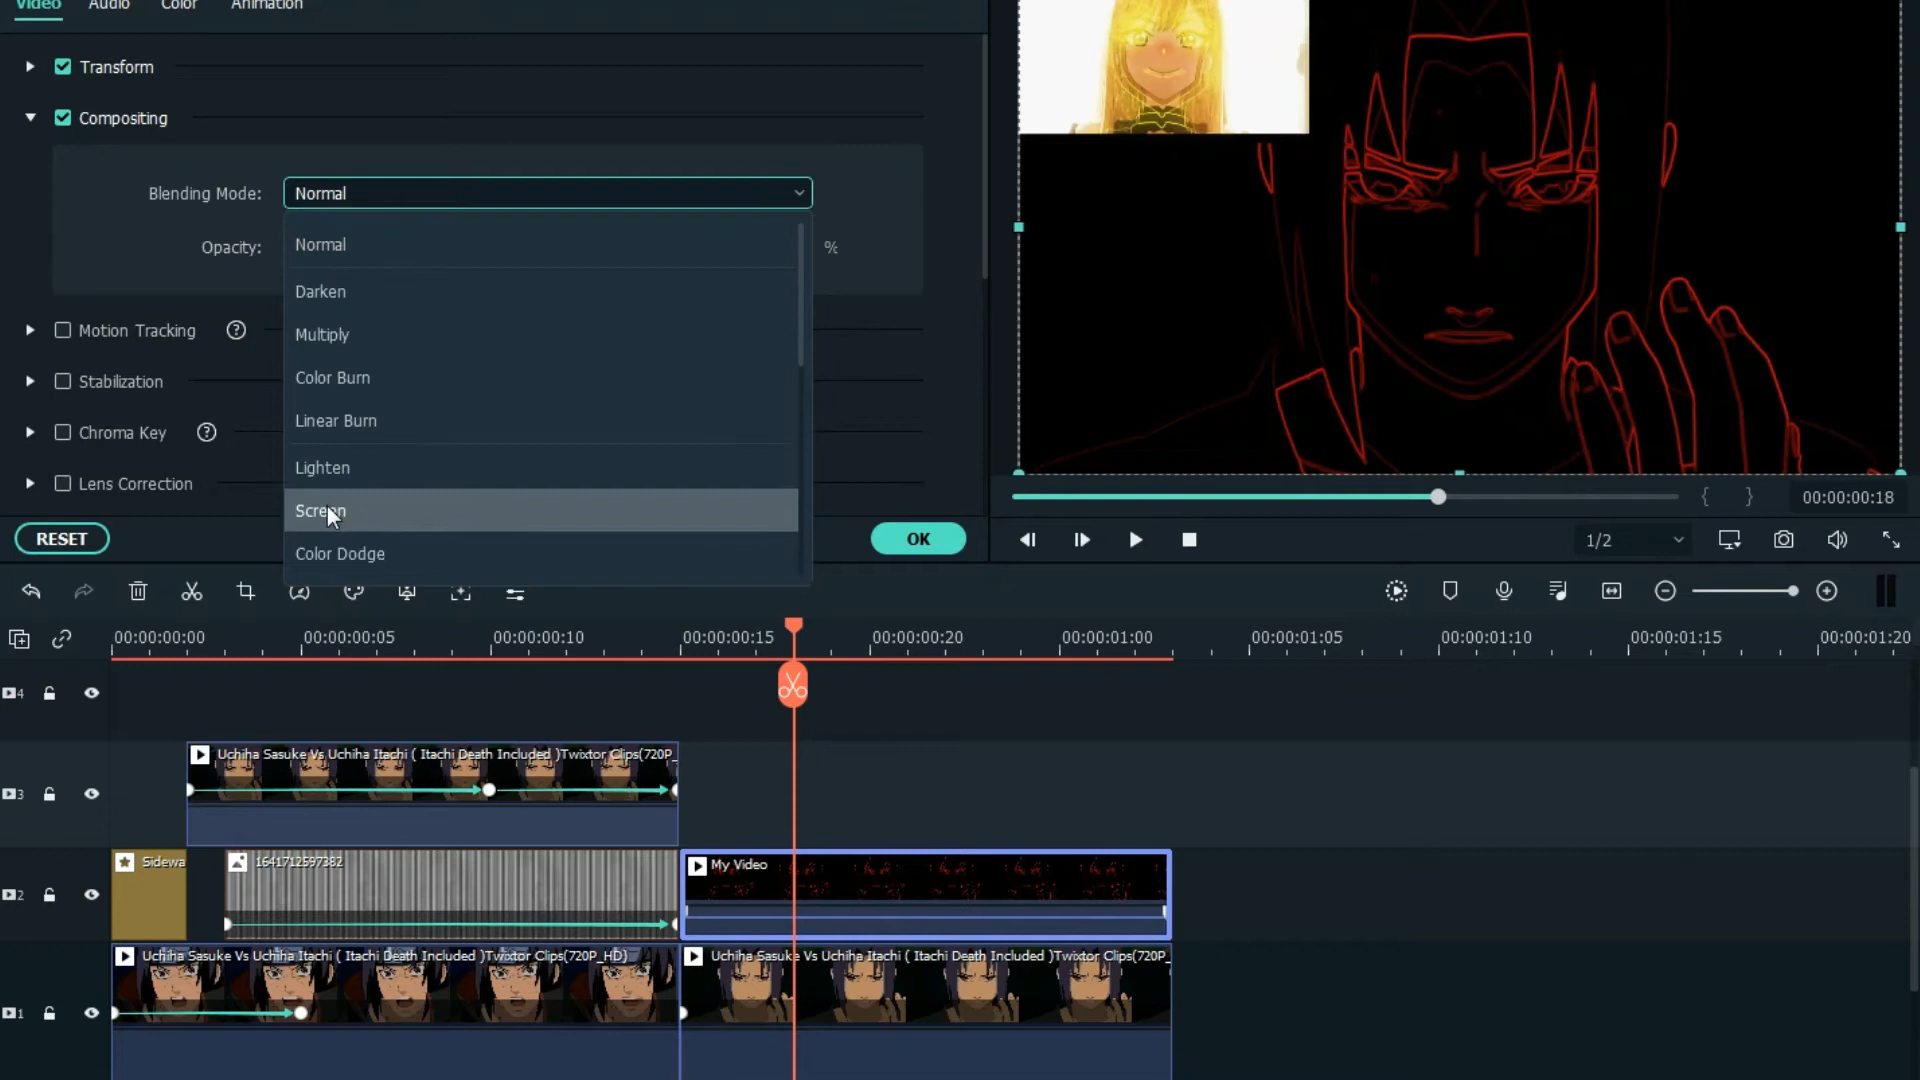 Video Audio Color Animation
Transform
Compositing
Blending Mode: Normal
Normal
Opacity: %
Darken
Multiply
Motion Tracking
Color Burn
Stabilization
Linear Burn
Chroma Key
Lighten
Lens Correction
Screen
RESET
OK
Color Dodge
00:00:00:18
1/2
00:00:00:00 00:00:00:05 00:00:00:10 00:00:00:15 00:00:00:20 00:00:01:00 00:00:01:05 00:00:01:10 00:00:01:15 00:00:01:20
4
Uchiha Sasuke Vs Uchiha Itachi ( Itachi Death Included )Twixtor Clips(720P_
3
Sidewa 1641712597382 My Video
2
Uchiha Sasuke Vs Uchiha Itachi ( Itachi Death Included )Twixtor Clips(720P_HD) Uchiha Sasuke Vs Uchiha Itachi ( Itachi Death Included )Twixtor Clips(720P_
1